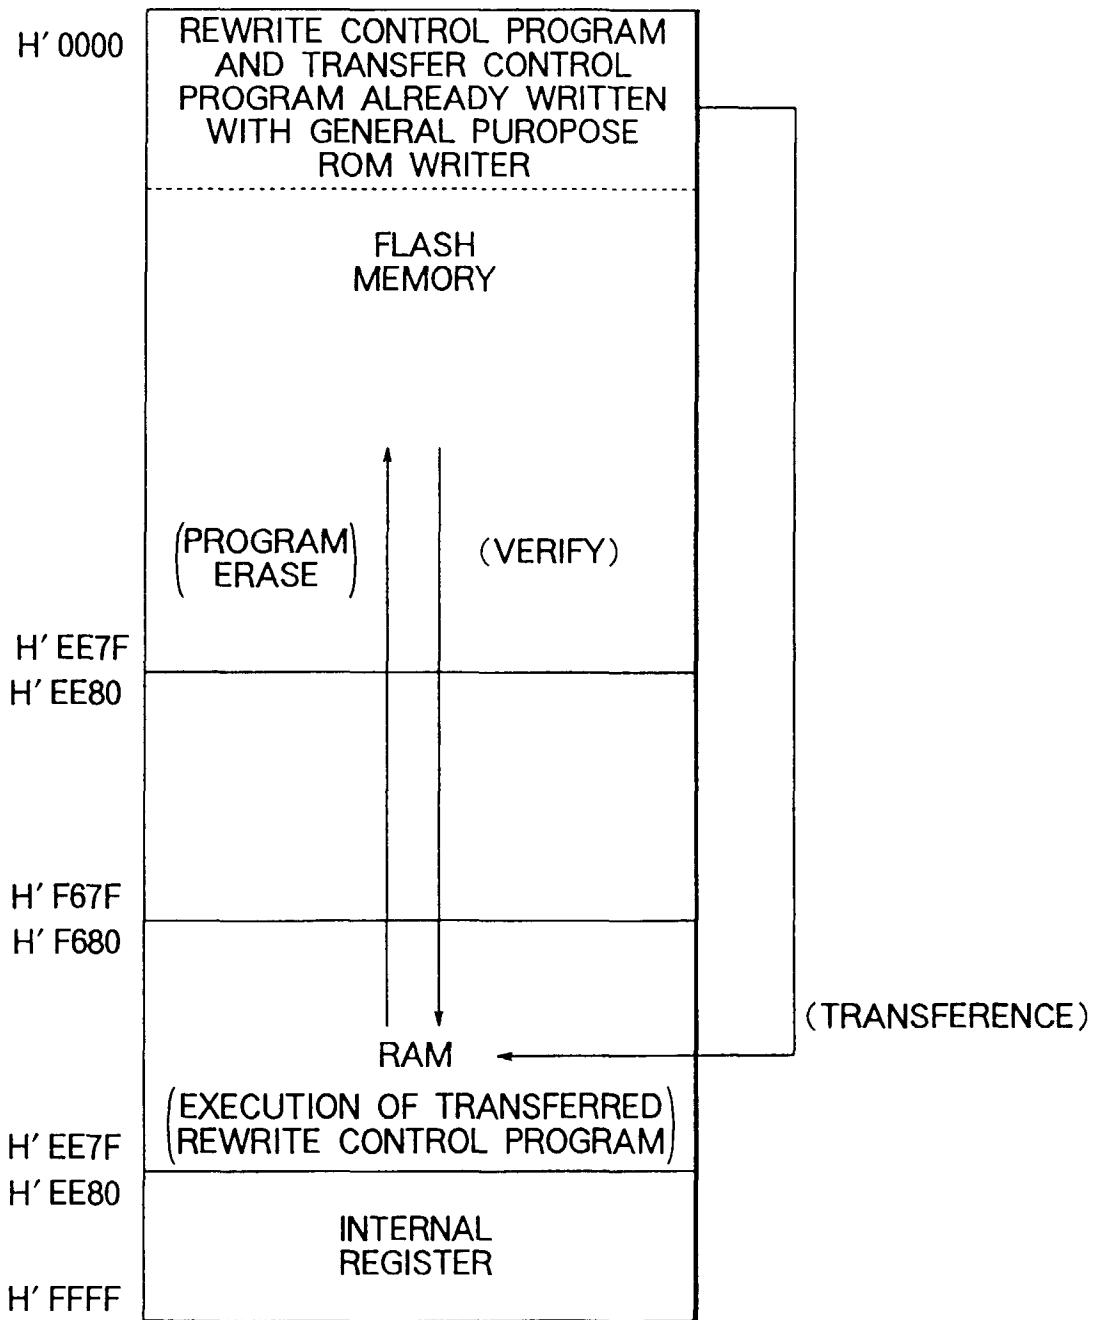 H' 0000
REWRITE CONTROL PROGRAM
AND TRANSFER CONTROL
PROGRAM ALREADY WRITTEN
WITH GENERAL PUROPOSE
ROM WRITER
FLASH
MEMORY
(PROGRAM
ERASE)
(VERIFY)
H' EE7F
H' EE80
H' F67F
H' F680
(TRANSFERENCE)
RAM
(EXECUTION OF TRANSFERRED
REWRITE CONTROL PROGRAM)
H' EE7F
H' EE80
INTERNAL
REGISTER
H' FFFF